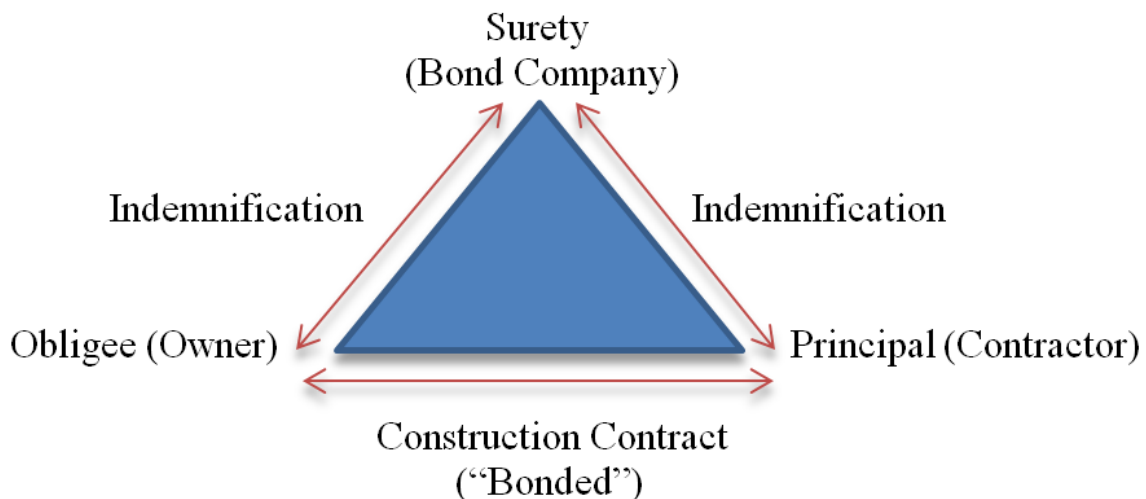 Surety
(Bond Company)
Indemnification
Indemnification
Obligee (Owner)
Principal (Contractor)
Construction Contract
(“Bonded”)